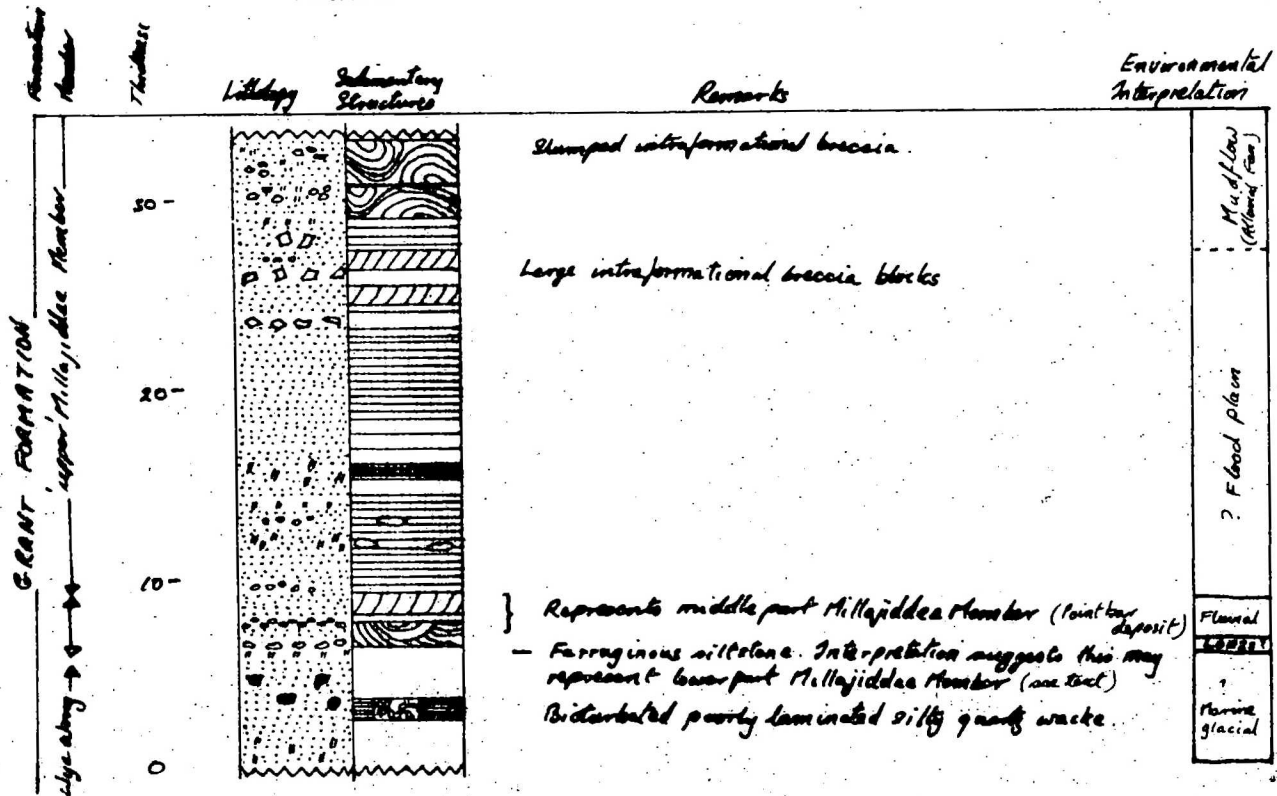 Formation
Member
Thickness
Lithology
Sedimentary
Structures
Remarks
Environmental
Interpretation
GRANT FORMATION
'upper' Millajiddee Member
30 -
20 -
10 -
0
Slumped intraformational breccia.
Large intraformational breccia blocks
} Represents middle part Millajiddee Member (Point bar
deposit)
- Ferruginous siltstone. Interpretation suggests this may
represent lower part Millajiddee Member (see text)
Bioturbated poorly laminated silty quartz wacke.
Mudflow
(Alluvial Fan)
? Flood plain
Fluvial
?
Marine
glacial